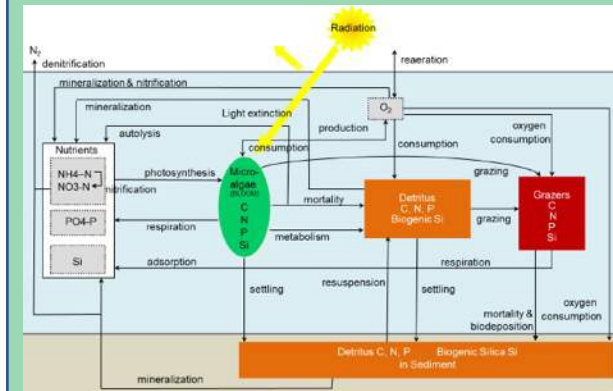 Radiation
N2
denitrification
reaeration
mineralization & nitrification
mineralization
Light extinction
O2
autolysis
production
consumption
consumption
oxygen
consumption
Nutrients
NH4-N
NO3-N
nitrification
photosynthesis
Micro-
algae
(BLOOM)
C
N
P
Si
grazing
mortality
Detritus
C, N, P
Biogenic Si
grazing
Grazers
C
N
P
Si
PO4-P
respiration
metabolism
Si
adsorption
respiration
settling
resuspension
settling
mortality &
biodeposition
oxygen
consumption
Detritus C, N, P Biogenic Silica Si
in Sediment
mineralization